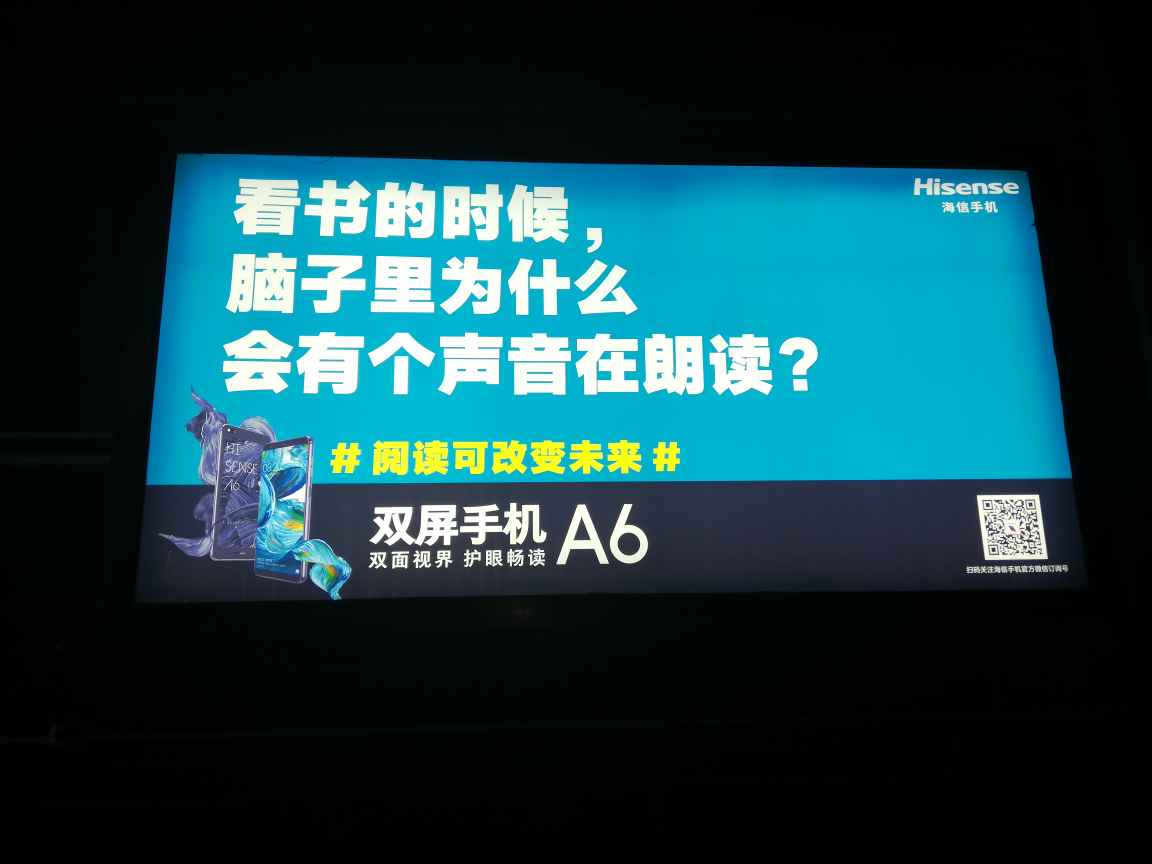 Hisense
海信手机
看书的时候，
脑子里为什么
会有个声音在朗读？
# 阅读可改变未来 #
HI
SENSE
A6
双屏手机 A6
双面视界 护眼畅读
扫码关注海信手机官方微信订阅号